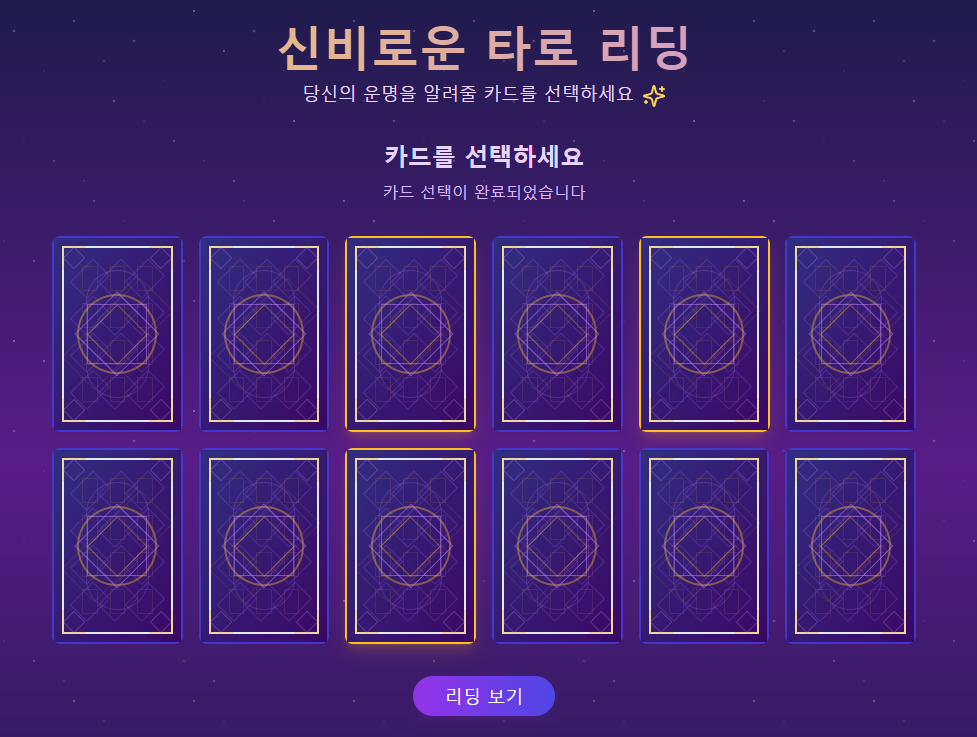 신비로운 타로 리딩
당신의 운명을 알려줄 카드를 선택하세요
카드를 선택하세요
카드 선택이 완료되었습니다
리딩 보기